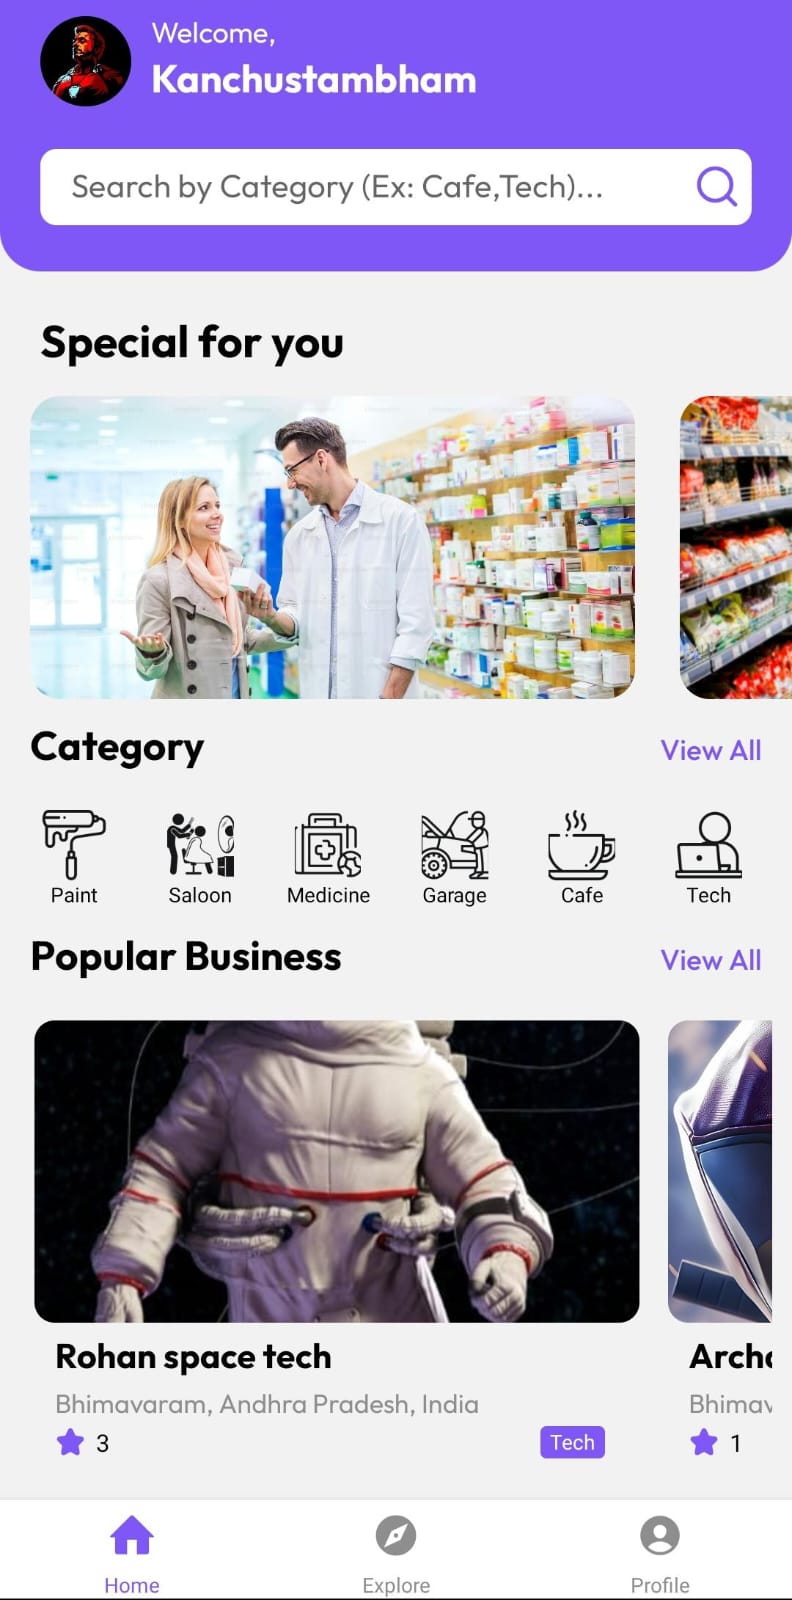 Welcome,
Kanchustambham
Search by Category (Ex: Cafe,Tech)...
Special for you
Category
View All
Paint
Saloon
Medicine
Garage
Cafe
Tech
Popular Business
View All
Rohan space tech
Bhimavaram, Andhra Pradesh, India
3
Tech
Archa
Bhimav
1
Home
Explore
Profile